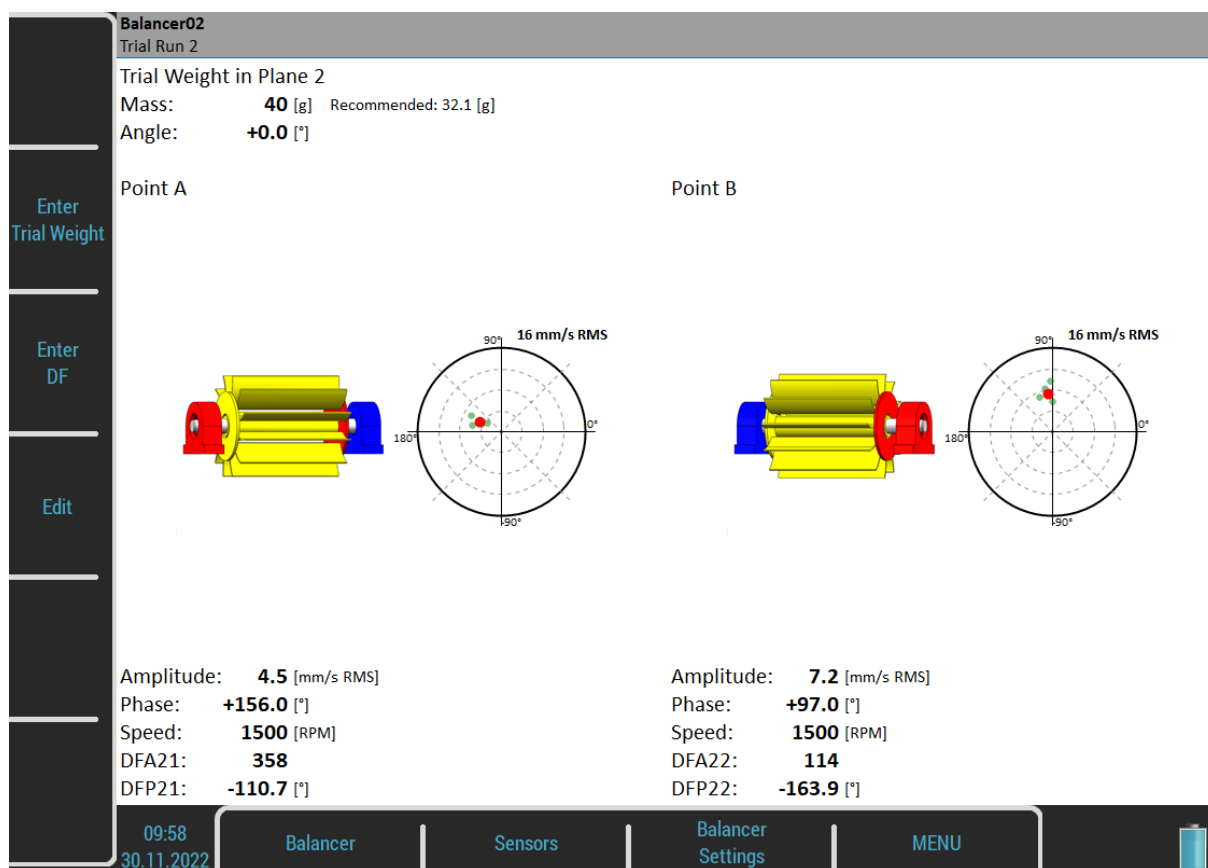 Balancer02
Trial Run 2
Trial Weight in Plane 2
Mass: 40 [g] Recommended: 32.1 [g]
Angle: +0.0 [°]
Enter
Trial Weight
Enter
DF
Edit
Point A
90° 16 mm/s RMS
0°
180°
-90°
Amplitude: 4.5 [mm/s RMS]
Phase: +156.0 [°]
Speed: 1500 [RPM]
DFA21: 358
DFP21: -110.7 [°]
Point B
90° 16 mm/s RMS
0°
180°
-90°
Amplitude: 7.2 [mm/s RMS]
Phase: +97.0 [°]
Speed: 1500 [RPM]
DFA22: 114
DFP22: -163.9 [°]
09:58
30.11.2022
Balancer
Sensors
Balancer
Settings
MENU